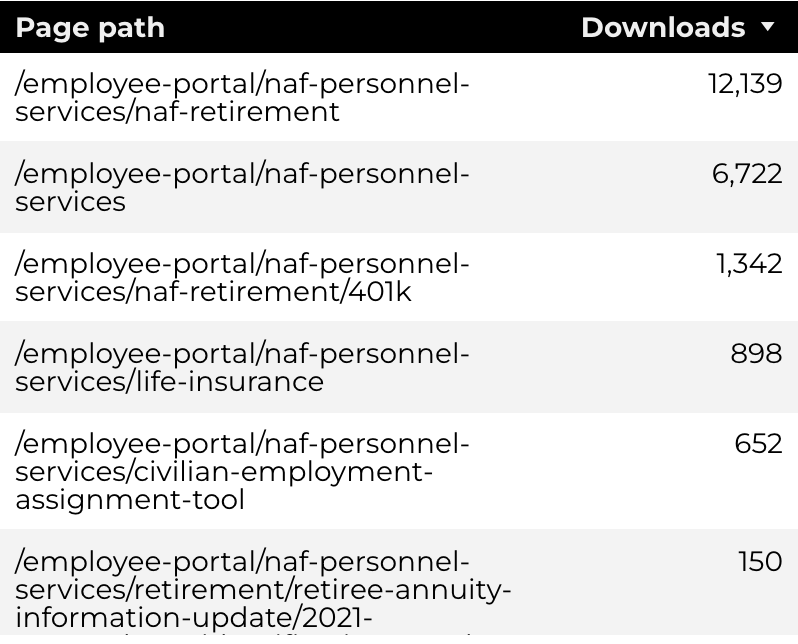 Page path Downloads ▼
/employee-portal/naf-personnel- 12,139
services/naf-retirement
/employee-portal/naf-personnel- 6,722
services
/employee-portal/naf-personnel- 1,342
services/naf-retirement/401k
/employee-portal/naf-personnel- 898
services/life-insurance
/employee-portal/naf-personnel- 652
services/civilian-employment-
assignment-tool
/employee-portal/naf-personnel- 150
services/retirement/retiree-annuity-
information-update/2021-